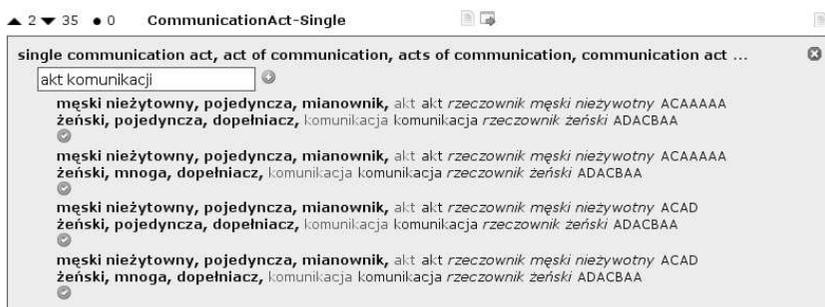 ▲ 2 ▼ 35 ● 0 CommunicationAct-Single
single communication act, act of communication, acts of communication, communication act ...
akt komunikacji
męski nieżytowny, pojedyncza, mianownik, akt akt rzeczownik męski nieżywotny ACAAAAA
żeński, pojedyncza, dopełniacz, komunikacja komunikacja rzeczownik żeński ADACBAA
męski nieżytowny, pojedyncza, mianownik, akt akt rzeczownik męski nieżywotny ACAAAAA
żeński, mnoga, dopełniacz, komunikacja komunikacja rzeczownik żeński ADACBAA
męski nieżytowny, pojedyncza, mianownik, akt akt rzeczownik męski nieżywotny ACAD
żeński, pojedyncza, dopełniacz, komunikacja komunikacja rzeczownik żeński ADACBAA
męski nieżytowny, pojedyncza, mianownik, akt akt rzeczownik męski nieżywotny ACAD
żeński, mnoga, dopełniacz, komunikacja komunikacja rzeczownik żeński ADACBAA